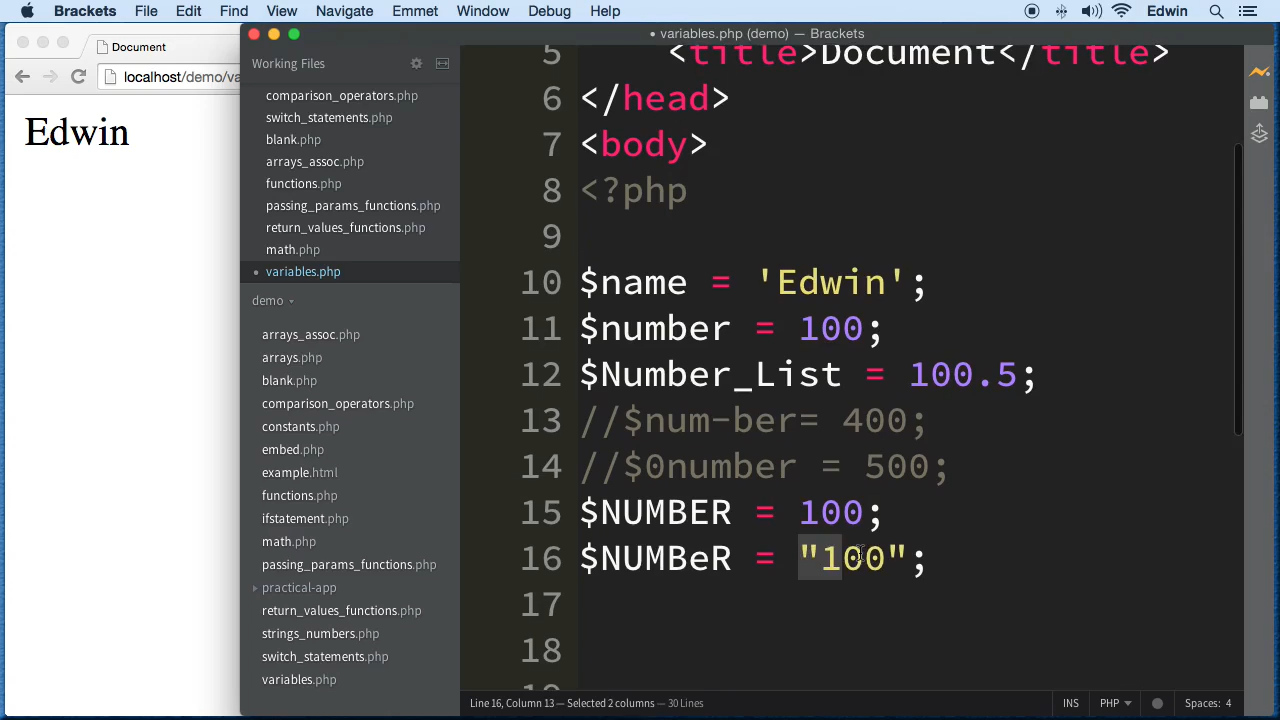 Brackets File Edit Find View Navigate Emmet Window Debug Help Edwin
Document
localhost/demo/va
Edwin
variables.php (demo) — Brackets
Working Files
comparison_operators.php
switch_statements.php
blank.php
arrays_assoc.php
functions.php
passing_params_functions.php
return_values_functions.php
math.php
variables.php
demo
arrays_assoc.php
arrays.php
blank.php
comparison_operators.php
constants.php
embed.php
example.html
functions.php
ifstatement.php
math.php
passing_params_functions.php
practical-app
return_values_functions.php
strings_numbers.php
switch_statements.php
variables.php
5 <title>Document</title>
6 </head>
7 <body>
8 <?php
9
10 $name = 'Edwin';
11 $number = 100;
12 $Number_List = 100.5;
13 //$num-ber= 400;
14 //$0number = 500;
15 $NUMBER = 100;
16 $NUMBeR = "100";
17
18
Line 16, Column 13 — Selected 2 columns — 30 Lines
INS PHP Spaces: 4